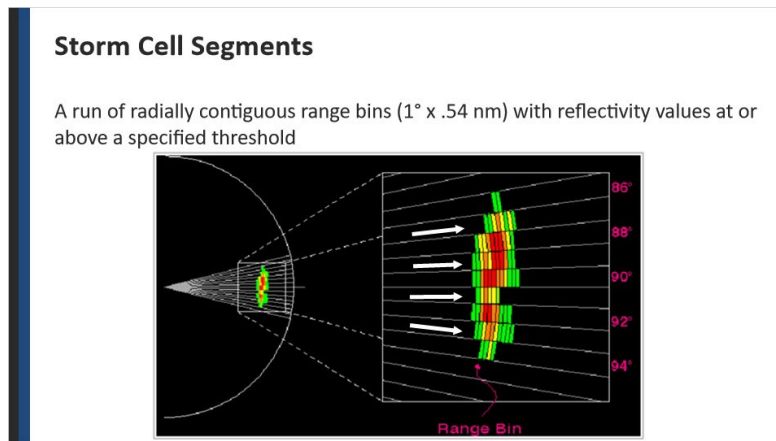 Storm Cell Segments
A run of radially contiguous range bins (1° x .54 nm) with reflectivity values at or
above a specified threshold
86°
88°
90°
92°
94°
Range Bin